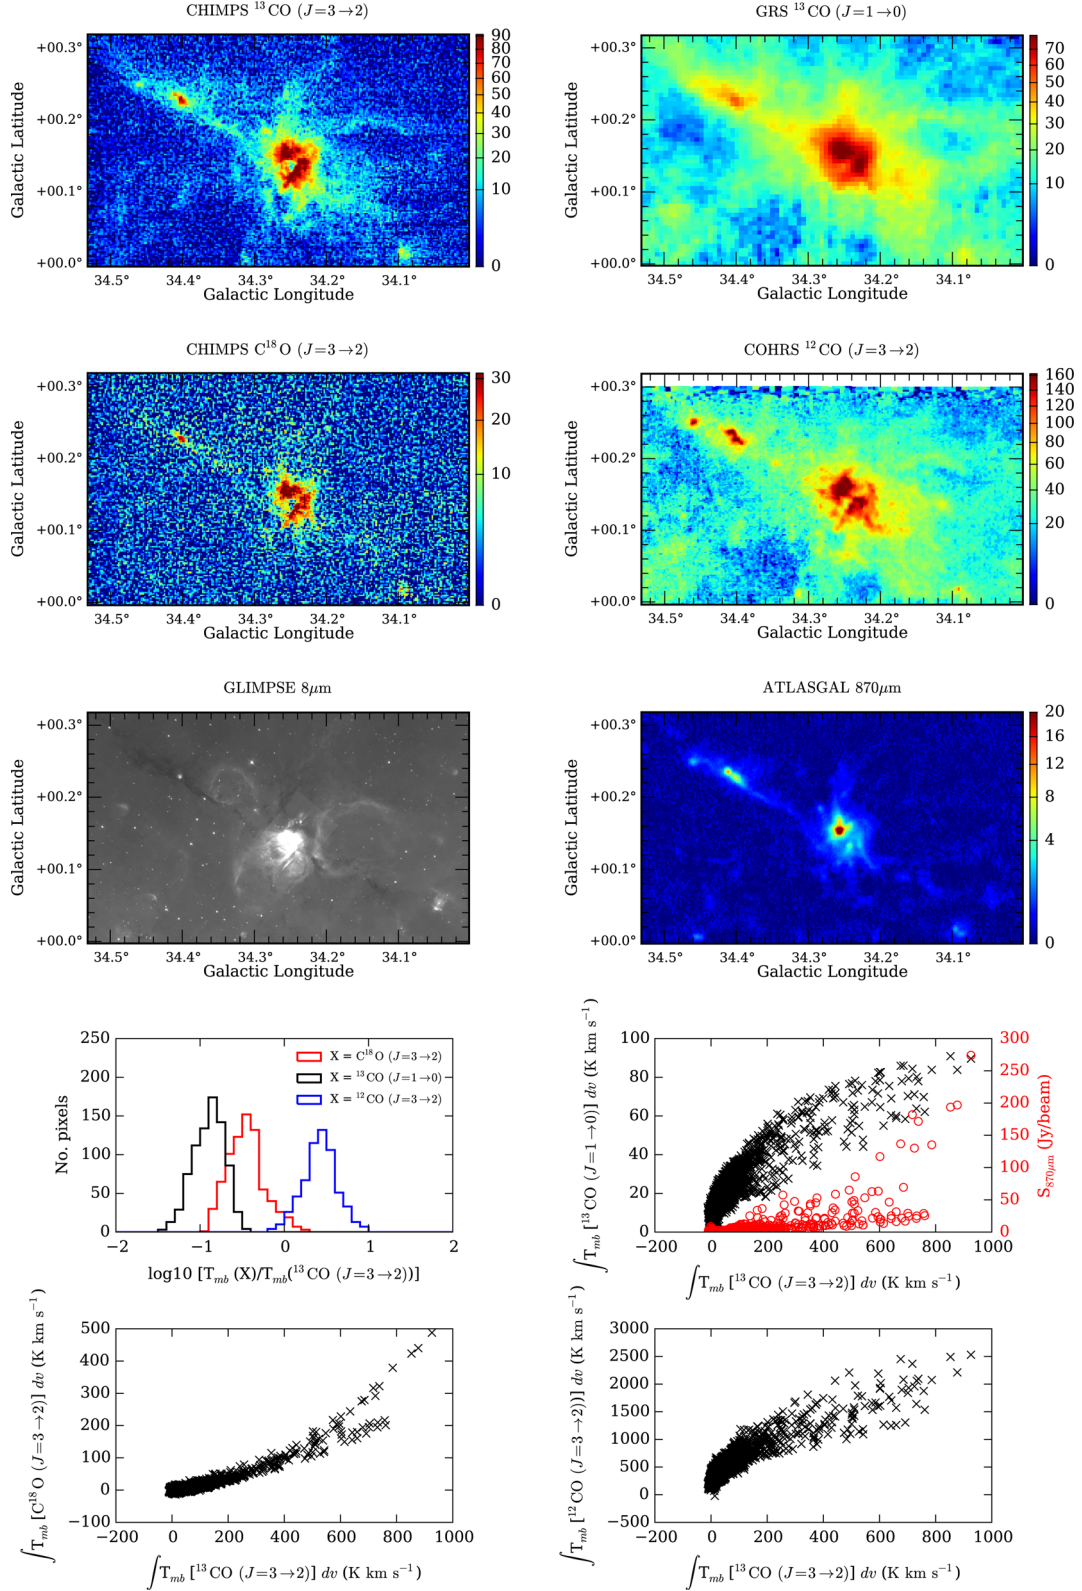 CHIMPS ¹³CO (J=3→2)
+00.3°
+00.2°
+00.1°
+00.0°
Galactic Latitude
34.5° 34.4° 34.3° 34.2° 34.1°
Galactic Longitude
90
80
70
60
50
40
30
20
10
0
GRS ¹³CO (J=1→0)
+00.3°
+00.2°
+00.1°
+00.0°
Galactic Latitude
34.5° 34.4° 34.3° 34.2° 34.1°
Galactic Longitude
70
60
50
40
30
20
10
0
CHIMPS C¹⁸O (J=3→2)
+00.3°
+00.2°
+00.1°
+00.0°
Galactic Latitude
34.5° 34.4° 34.3° 34.2° 34.1°
Galactic Longitude
30
20
10
0
COHRS ¹²CO (J=3→2)
+00.3°
+00.2°
+00.1°
+00.0°
Galactic Latitude
34.5° 34.4° 34.3° 34.2° 34.1°
Galactic Longitude
160
140
120
100
80
60
40
20
0
GLIMPSE 8μm
+00.3°
+00.2°
+00.1°
+00.0°
Galactic Latitude
34.5° 34.4° 34.3° 34.2° 34.1°
Galactic Longitude
ATLASGAL 870μm
+00.3°
+00.2°
+00.1°
+00.0°
Galactic Latitude
34.5° 34.4° 34.3° 34.2° 34.1°
Galactic Longitude
20
16
12
8
4
0
250
200
150
100
50
0
No. pixels
X = C¹⁸O (J=3→2)
X = ¹³CO (J=1→0)
X = ¹²CO (J=3→2)
−2 −1 0 1 2
log10 [T_mb (X)/T_mb(¹³CO (J=3→2))]
100
80
60
40
20
0
∫T_mb [¹³CO (J=1→0)] dv (K km s⁻¹)
300
250
200
150
100
50
0
S₈₇₀μm (Jy/beam)
−200 0 200 400 600 800 1000
∫T_mb [¹³CO (J=3→2)] dv (K km s⁻¹)
500
400
300
200
100
0
−100
∫T_mb [C¹⁸O (J=3→2)] dv (K km s⁻¹)
−200 0 200 400 600 800 1000
∫T_mb [¹³CO (J=3→2)] dv (K km s⁻¹)
3000
2500
2000
1500
1000
500
0
−500
∫T_mb [¹²CO (J=3→2))] dv (K km s⁻¹)
−200 0 200 400 600 800 1000
∫T_mb [¹³CO (J=3→2)] dv (K km s⁻¹)